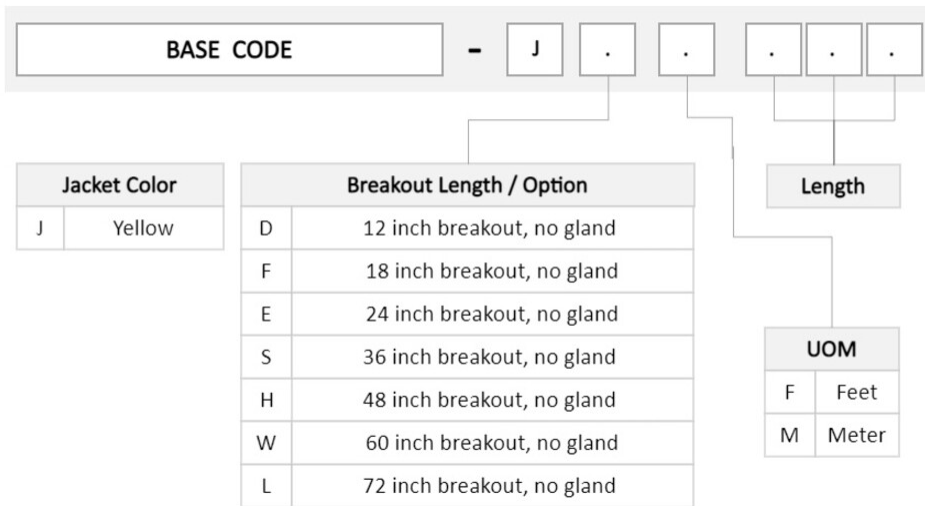 BASE CODE - J . . . . .
Jacket Color
J Yellow
Breakout Length / Option
D 12 inch breakout, no gland
F 18 inch breakout, no gland
E 24 inch breakout, no gland
S 36 inch breakout, no gland
H 48 inch breakout, no gland
W 60 inch breakout, no gland
L 72 inch breakout, no gland
Length
UOM
F Feet
M Meter